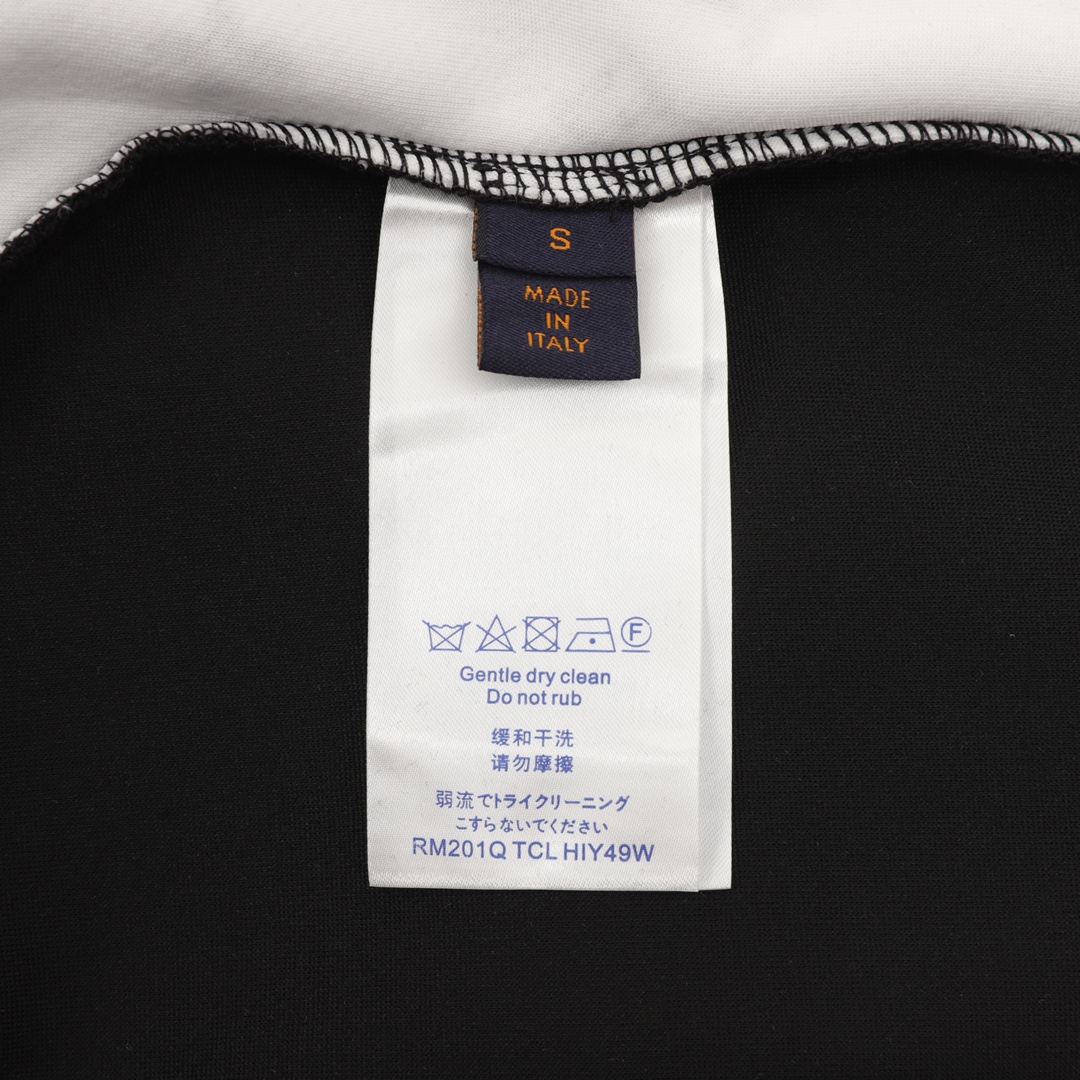 S
MADE
IN
ITALY
F
Gentle dry clean
Do not rub
缓和干洗
请勿摩擦
弱流でトライクリーニング
こすらないでください
RM201Q TCL HIY49W